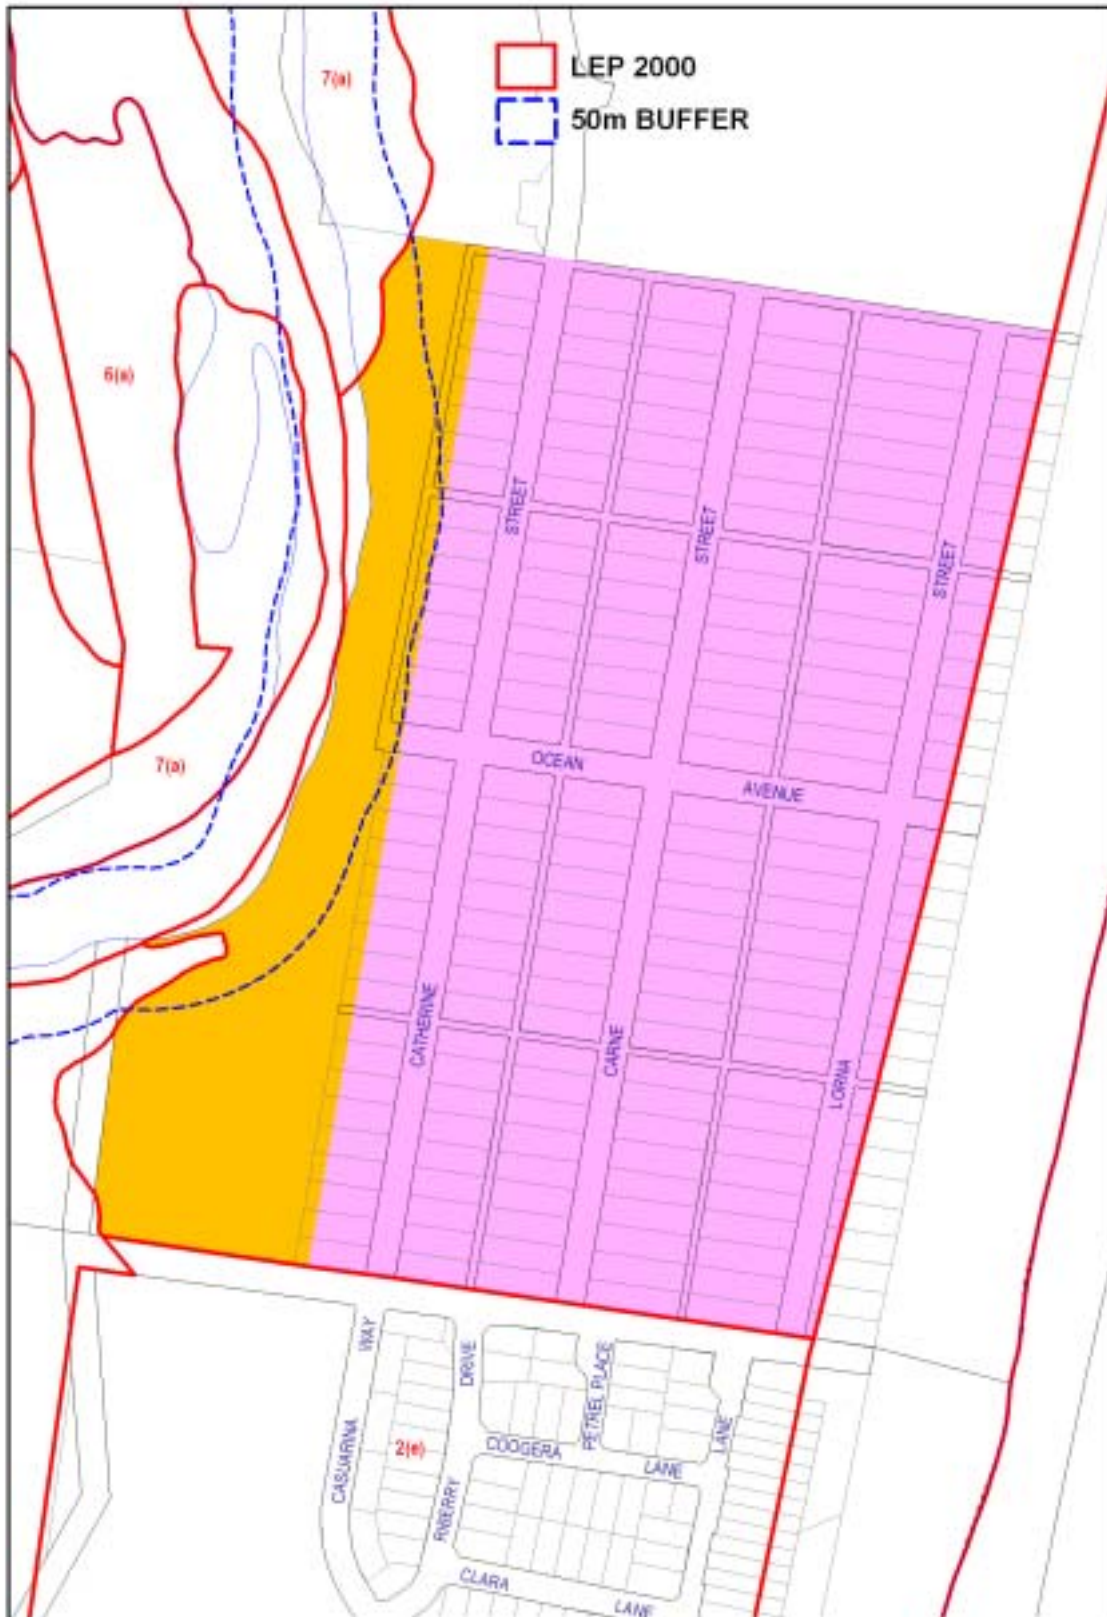 7(a)
LEP 2000
50m BUFFER
6(a)
STREET
STREET
STREET
7(a)
OCEAN
AVENUE
CATHERINE
CARNE
LORNA
WAY
DRIVE
PETREL PLACE
CASUARINA
2(e)
COOGERA
LANE
LANE
RIBERRY
CLARA
LANE